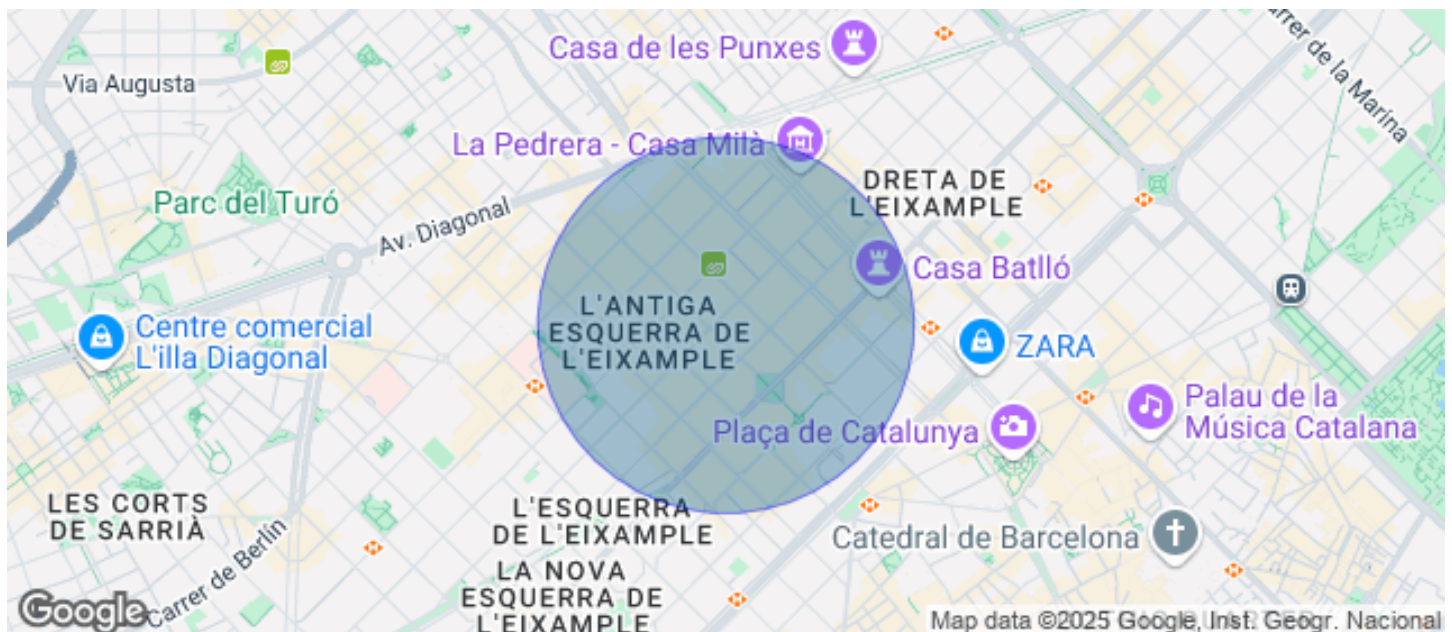 Casa de les Punxes
Carrer de la Marina
Via Augusta
La Pedrera - Casa Milà
DRETA DE
L'EIXAMPLE
Parc del Turó
Av. Diagonal
Casa Batlló
L'ANTIGA
ESQUERRA DE
L'EIXAMPLE
Centre comercial
L'illa Diagonal
ZARA
Palau de la
Música Catalana
Plaça de Catalunya
LES CORTS
DE SARRIÀ
L'ESQUERRA
DE L'EIXAMPLE
Catedral de Barcelona
Carrer de Berlín
LA NOVA
ESQUERRA DE
L'EIXAMPLE
Google
Map data ©2025 Google, Inst. Geogr. Nacional